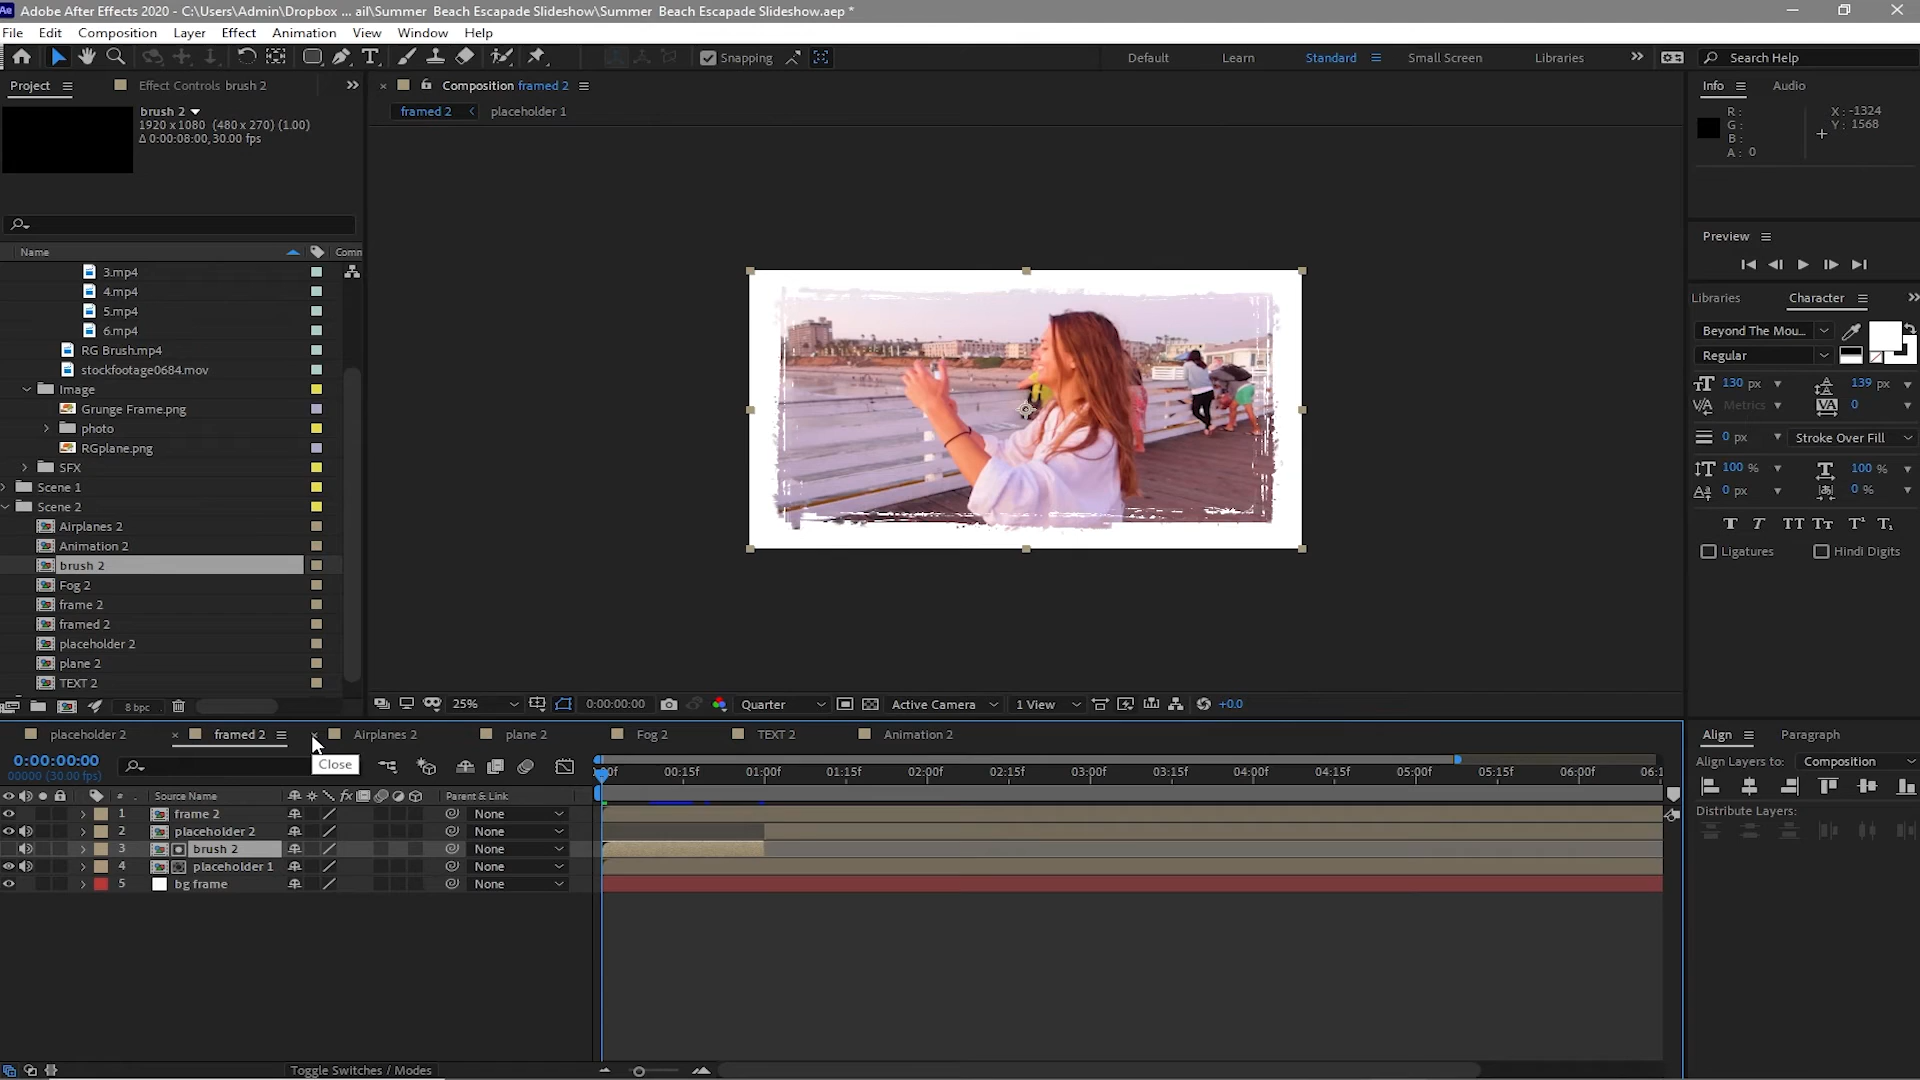 Adobe After Effects 2020 - C:\Users\Admin\Dropbox ... ail\Summer Beach Escapade Slideshow\Summer Beach Escapade Slideshow.aep *
File Edit Composition Layer Effect Animation View Window Help
Snapping Default Learn Standard Small Screen Libraries Search Help
Project Effect Controls brush 2
Composition framed 2
framed 2 placeholder 1
brush 2
1920 x 1080 (480 x 270) (1.00)
Δ 0:00:08:00, 30.00 fps
Name Comm
3.mp4
4.mp4
5.mp4
6.mp4
RG Brush.mp4
stockfootage0684.mov
Image
Grunge Frame.png
photo
RGplane.png
SFX
Scene 1
Scene 2
Airplanes 2
Animation 2
brush 2
Fog 2
frame 2
framed 2
placeholder 2
plane 2
TEXT 2
8 bpc
25% 0:00:00:00 Quarter Active Camera 1 View +0.0
Info Audio
R: X: -1324
G: Y: 1568
B:
A: 0
Preview
Libraries Character
Beyond The Mou...
Regular
130 px 139 px
Metrics 0
0 px Stroke Over Fill
100 % 100 %
0 px 0 %
Ligatures Hindi Digits
placeholder 2 framed 2 Airplanes 2 plane 2 Fog 2 TEXT 2 Animation 2
0:00:00:00
00000 (30.00 fps)
Close
00:15f 01:00f 01:15f 02:00f 02:15f 03:00f 03:15f 04:00f 04:15f 05:00f 05:15f 06:00f 06:1
# Source Name Parent & Link
1 frame 2 None
2 placeholder 2 None
3 brush 2 None
4 placeholder 1 None
5 bg frame None
Toggle Switches / Modes
Align Paragraph
Align Layers to: Composition
Distribute Layers: